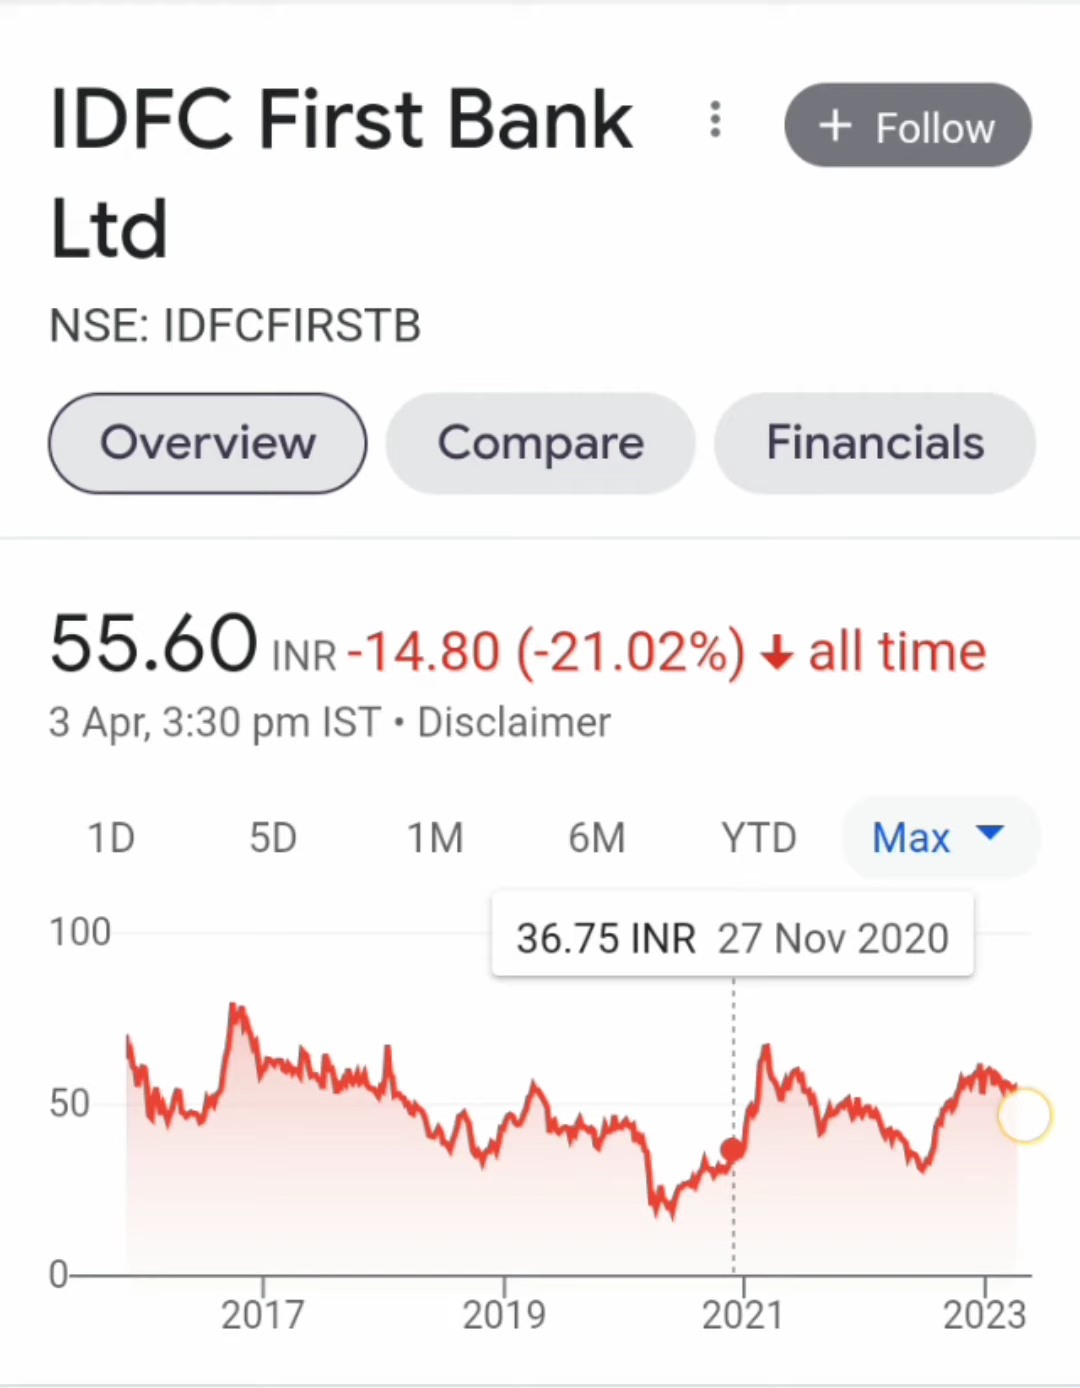 IDFC First Bank
Ltd
+ Follow
NSE: IDFCFIRSTB
Overview Compare Financials
55.60 INR -14.80 (-21.02%) ↓ all time
3 Apr, 3:30 pm IST • Disclaimer
1D 5D 1M 6M YTD Max
36.75 INR 27 Nov 2020
100
50
0
2017 2019 2021 2023